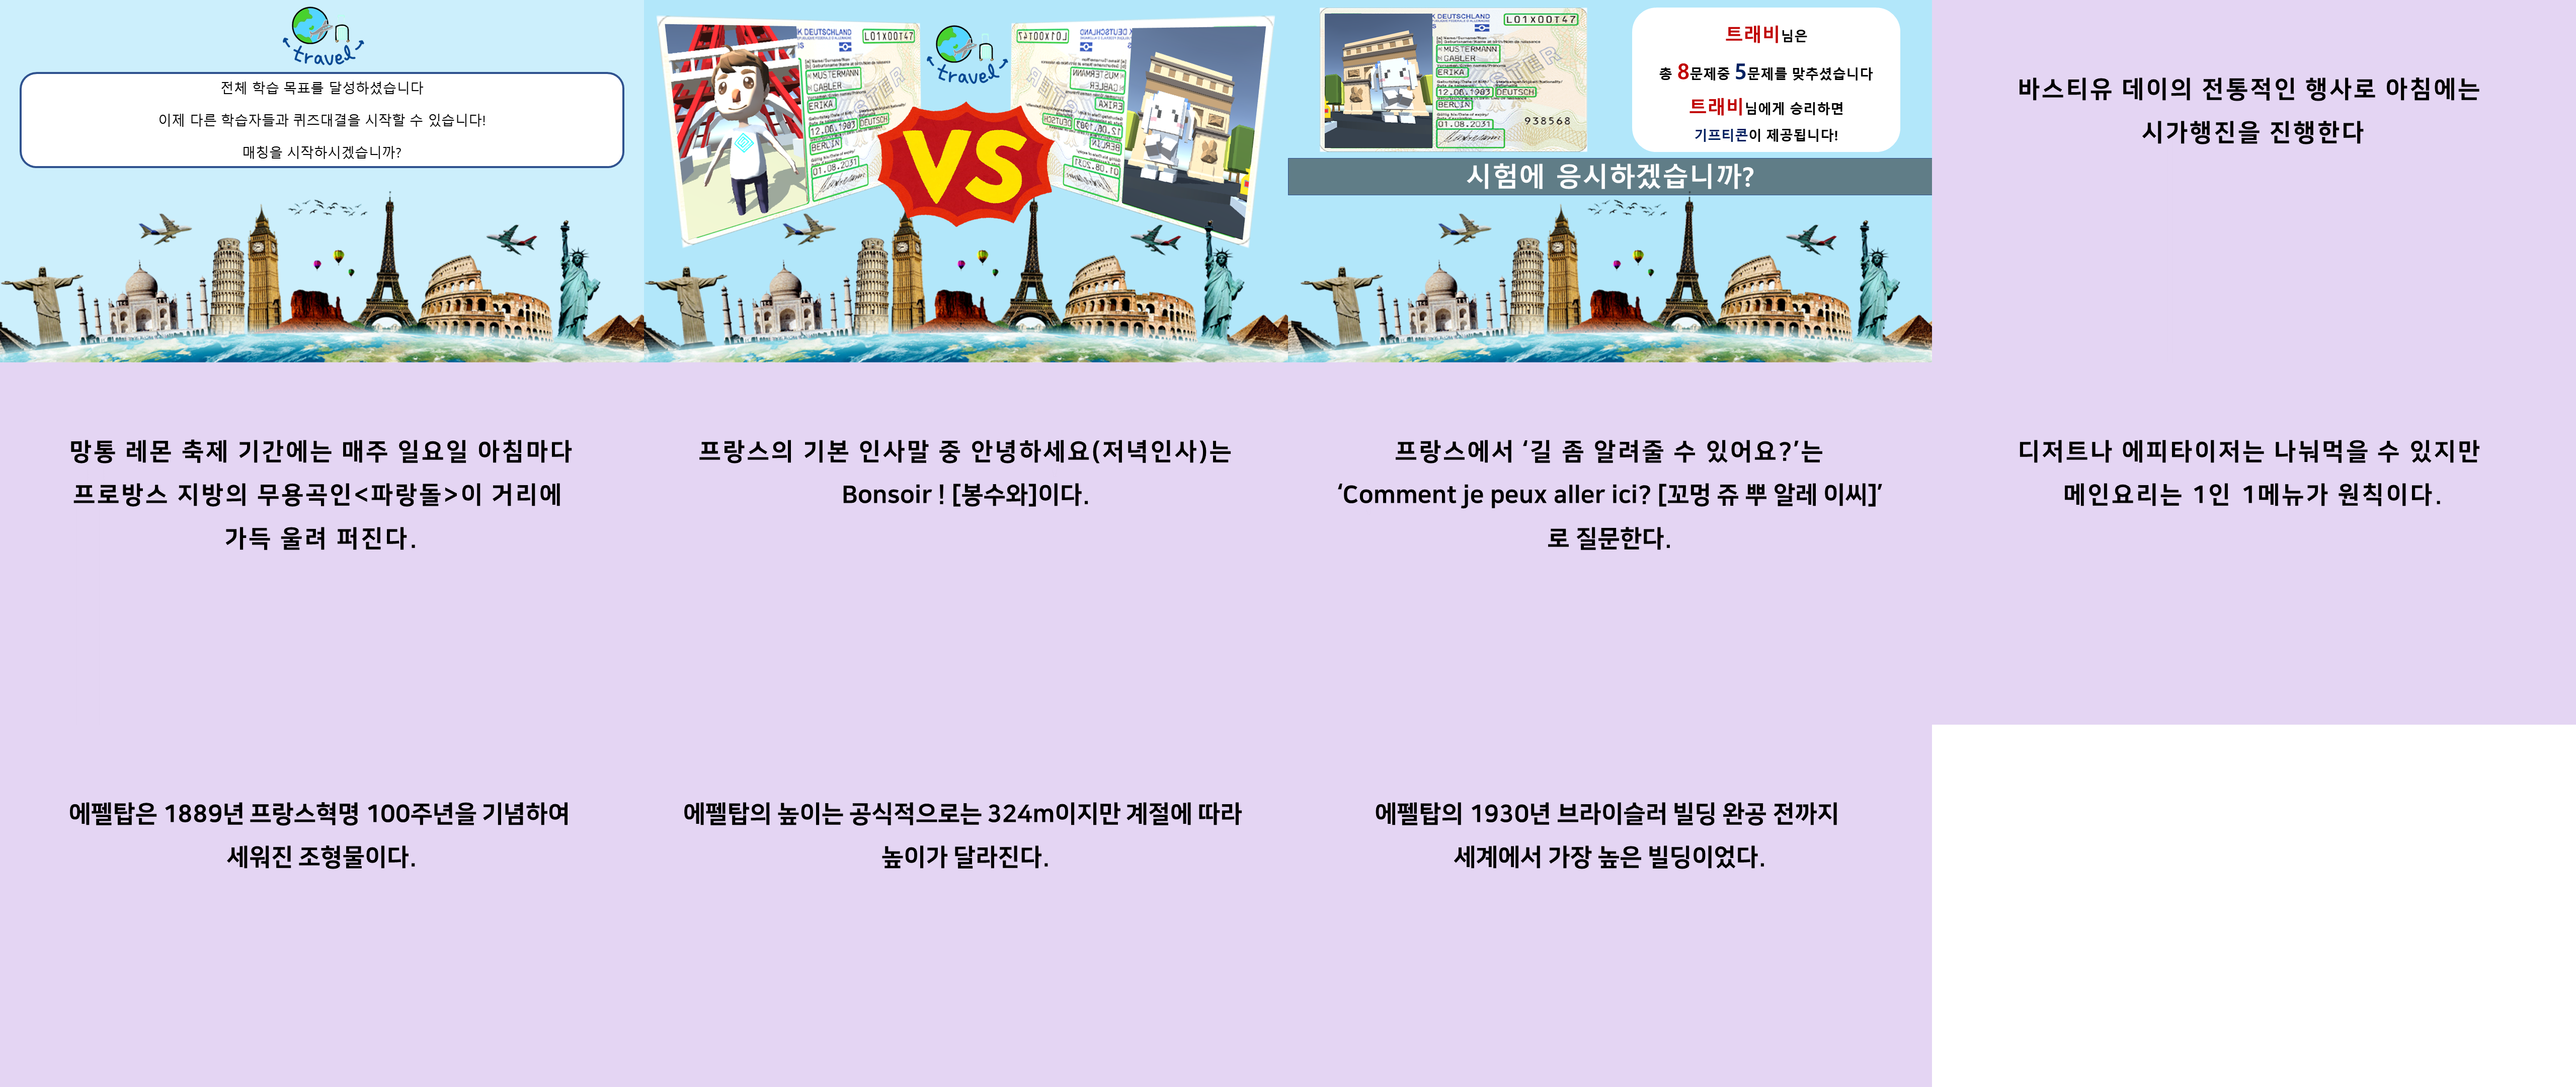 On
travel
전체 학습 목표를 달성하셨습니다
이제 다른 학습자들과 퀴즈대결을 시작할 수 있습니다!
매칭을 시작하시겠습니까?
K DEUTSCHLAND
L01X00T47
MUSTERMANN
GABLER
ERIKA
12.08.1983 DEUTSCH
BERLIN
01.08.2031
On
travel
VS
K DEUTSCHLAND
L01X00T47
MUSTERMANN
GABLER
ERIKA
12.08.1983 DEUTSCH
BERLIN
01.08.2031
K DEUTSCHLAND
L01X00T47
MUSTERMANN
GABLER
ERIKA
12.08.1983 DEUTSCH
BERLIN
01.08.2031
938568
트래비님은
총 8문제중 5문제를 맞추셨습니다
트래비님에게 승리하면
기프티콘이 제공됩니다!
시험에 응시하겠습니까?
바스티유 데이의 전통적인 행사로 아침에는
시가행진을 진행한다
망통 레몬 축제 기간에는 매주 일요일 아침마다
프로방스 지방의 무용곡인<파랑돌>이 거리에
가득 울려 퍼진다.
프랑스의 기본 인사말 중 안녕하세요(저녁인사)는
Bonsoir ! [봉수와]이다.
프랑스에서 ‘길 좀 알려줄 수 있어요?’는
‘Comment je peux aller ici? [꼬멍 쥬 뿌 알레 이씨]’
로 질문한다.
디저트나 에피타이저는 나눠먹을 수 있지만
메인요리는 1인 1메뉴가 원칙이다.
에펠탑은 1889년 프랑스혁명 100주년을 기념하여
세워진 조형물이다.
에펠탑의 높이는 공식적으로는 324m이지만 계절에 따라
높이가 달라진다.
에펠탑의 1930년 브라이슬러 빌딩 완공 전까지
세계에서 가장 높은 빌딩이었다.